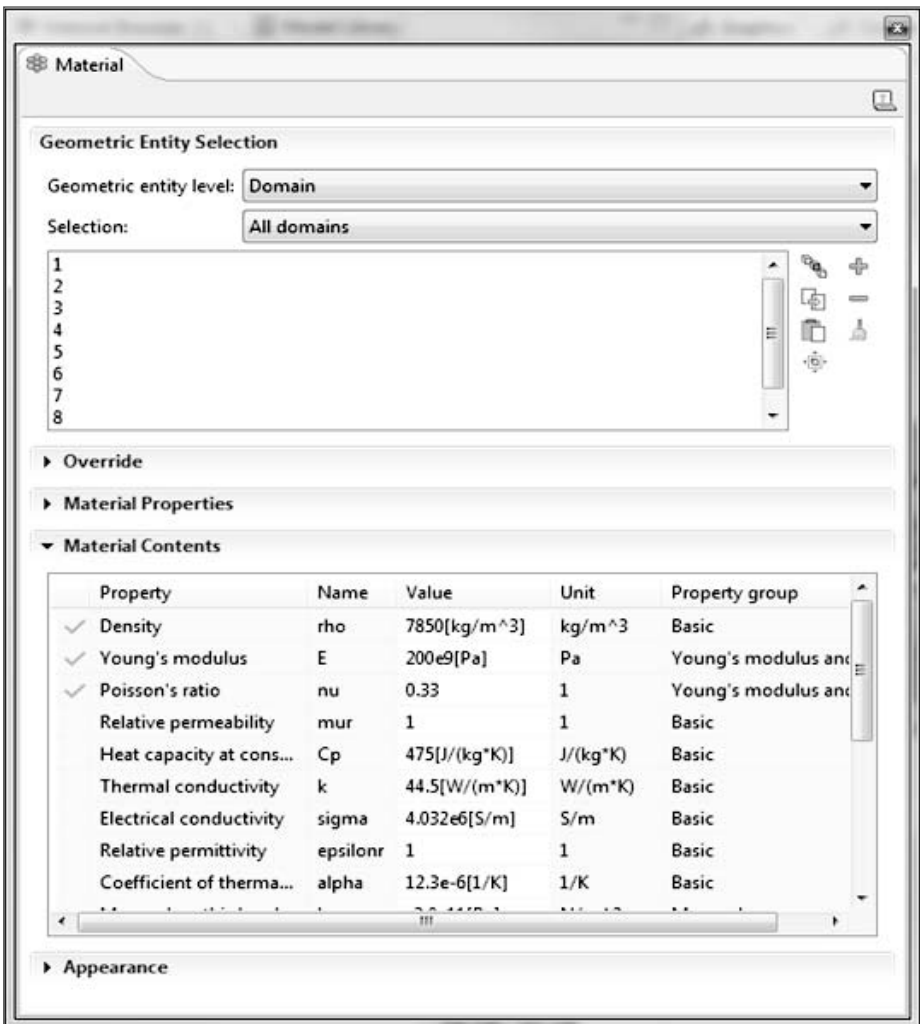 Material
Geometric Entity Selection
Geometric entity level: Domain
Selection: All domains
1
2
3
4
5
6
7
8
Override
Material Properties
Material Contents
Property Name Value Unit Property group
Density rho 7850[kg/m^3] kg/m^3 Basic
Young's modulus E 200e9[Pa] Pa Young's modulus and
Poisson's ratio nu 0.33 1 Young's modulus and
Relative permeability mur 1 1 Basic
Heat capacity at cons... Cp 475[J/(kg*K)] J/(kg*K) Basic
Thermal conductivity k 44.5[W/(m*K)] W/(m*K) Basic
Electrical conductivity sigma 4.032e6[S/m] S/m Basic
Relative permittivity epsilonr 1 1 Basic
Coefficient of therma... alpha 12.3e-6[1/K] 1/K Basic
Appearance